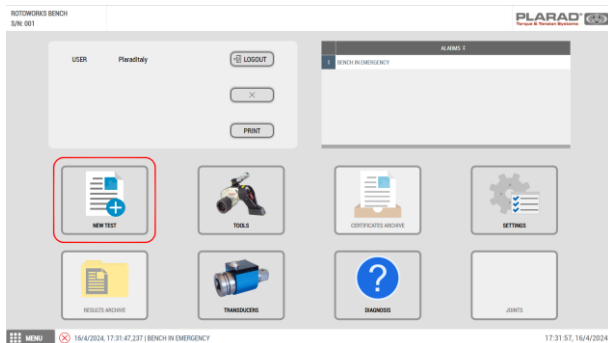 ROTOWORKS BENCH
S/N: 001
PLARAD
Torque & Tension Systems
USER PlaradItaly LOGOUT
PRINT
ALARMS
BENCH IN EMERGENCY
NEW TEST
TOOLS
CERTIFICATES ARCHIVE
SETTINGS
RESULTS ARCHIVE
TRANSDUCERS
DIAGNOSIS
JOINTS
MENU 16/4/2024, 17:31:47,237 | BENCH IN EMERGENCY 17:31:57, 16/4/2024